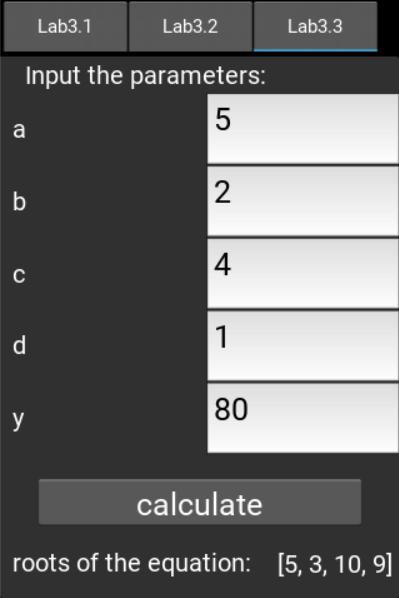 Lab3.1 Lab3.2 Lab3.3
Input the parameters:
a 5
b 2
c 4
d 1
y 80
calculate
roots of the equation: [5, 3, 10, 9]